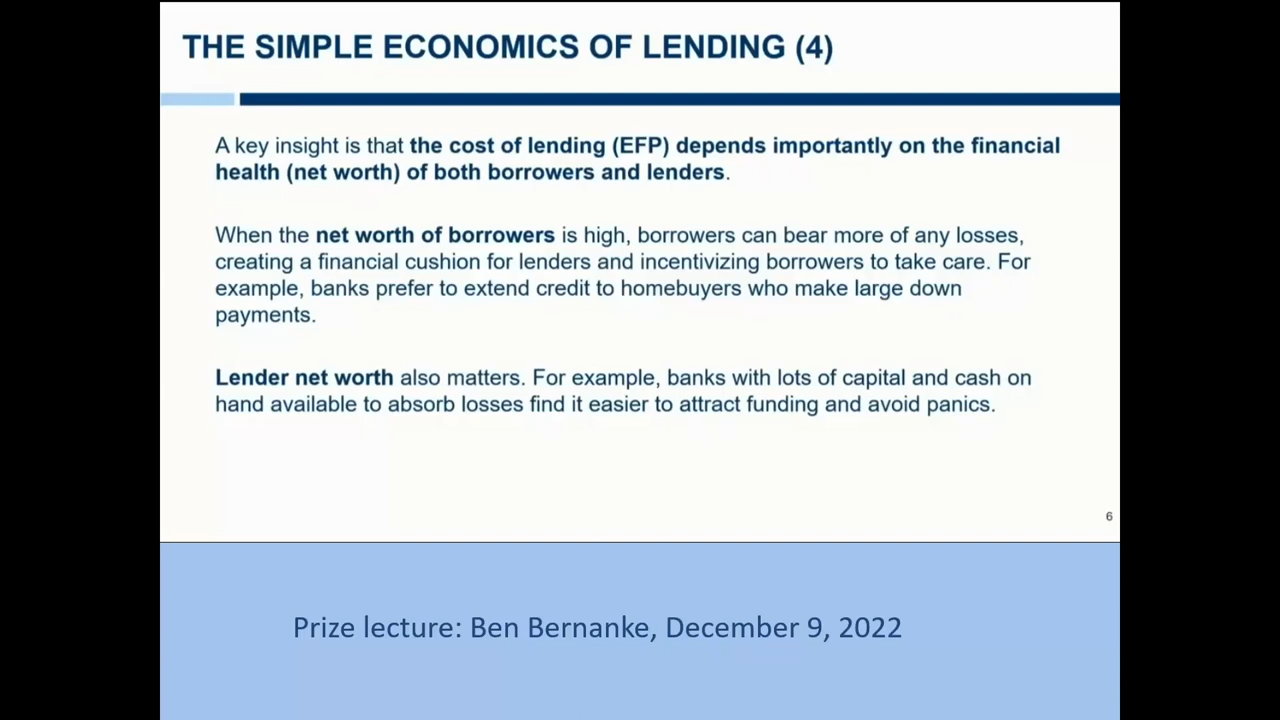 THE SIMPLE ECONOMICS OF LENDING (4)
A key insight is that the cost of lending (EFP) depends importantly on the financial
health (net worth) of both borrowers and lenders.
When the net worth of borrowers is high, borrowers can bear more of any losses,
creating a financial cushion for lenders and incentivizing borrowers to take care. For
example, banks prefer to extend credit to homebuyers who make large down
payments.
Lender net worth also matters. For example, banks with lots of capital and cash on
hand available to absorb losses find it easier to attract funding and avoid panics.
6
Prize lecture: Ben Bernanke, December 9, 2022